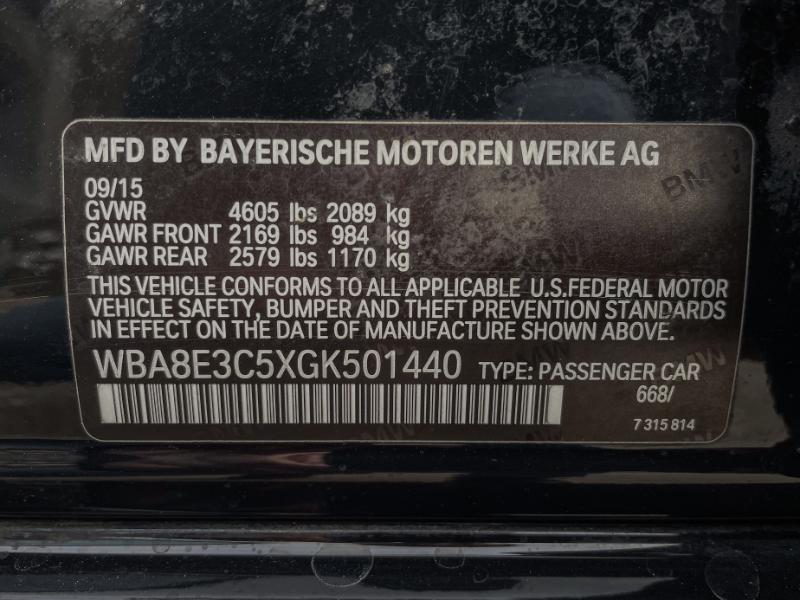 MFD BY BAYERISCHE MOTOREN WERKE AG
09/15
GVWR 4605 lbs 2089 kg
GAWR FRONT 2169 lbs 984 kg
GAWR REAR 2579 lbs 1170 kg
THIS VEHICLE CONFORMS TO ALL APPLICABLE U.S.FEDERAL MOTOR
VEHICLE SAFETY, BUMPER AND THEFT PREVENTION STANDARDS
IN EFFECT ON THE DATE OF MANUFACTURE SHOWN ABOVE.
WBA8E3C5XGK501440 TYPE: PASSENGER CAR
668/
7 315 814